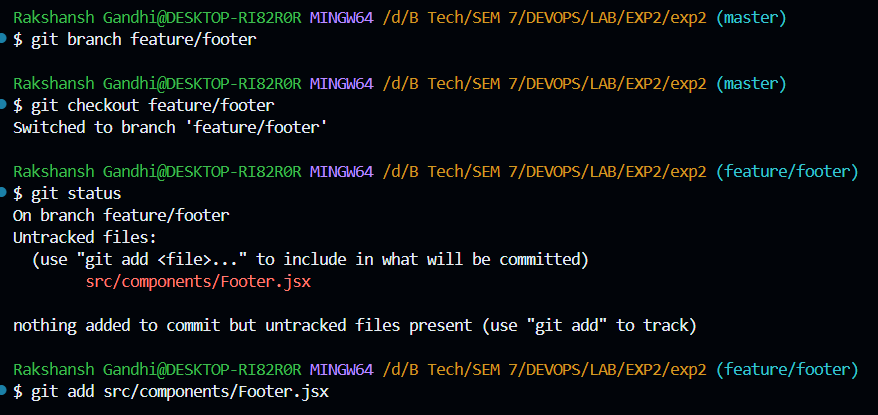 Rakshansh Gandhi@DESKTOP-RI82R0R MINGW64 /d/B Tech/SEM 7/DEVOPS/LAB/EXP2/exp2 (master)
$ git branch feature/footer
Rakshansh Gandhi@DESKTOP-RI82R0R MINGW64 /d/B Tech/SEM 7/DEVOPS/LAB/EXP2/exp2 (master)
$ git checkout feature/footer
Switched to branch 'feature/footer'
Rakshansh Gandhi@DESKTOP-RI82R0R MINGW64 /d/B Tech/SEM 7/DEVOPS/LAB/EXP2/exp2 (feature/footer)
$ git status
On branch feature/footer
Untracked files:
  (use "git add <file>..." to include in what will be committed)
        src/components/Footer.jsx
nothing added to commit but untracked files present (use "git add" to track)
Rakshansh Gandhi@DESKTOP-RI82R0R MINGW64 /d/B Tech/SEM 7/DEVOPS/LAB/EXP2/exp2 (feature/footer)
$ git add src/components/Footer.jsx